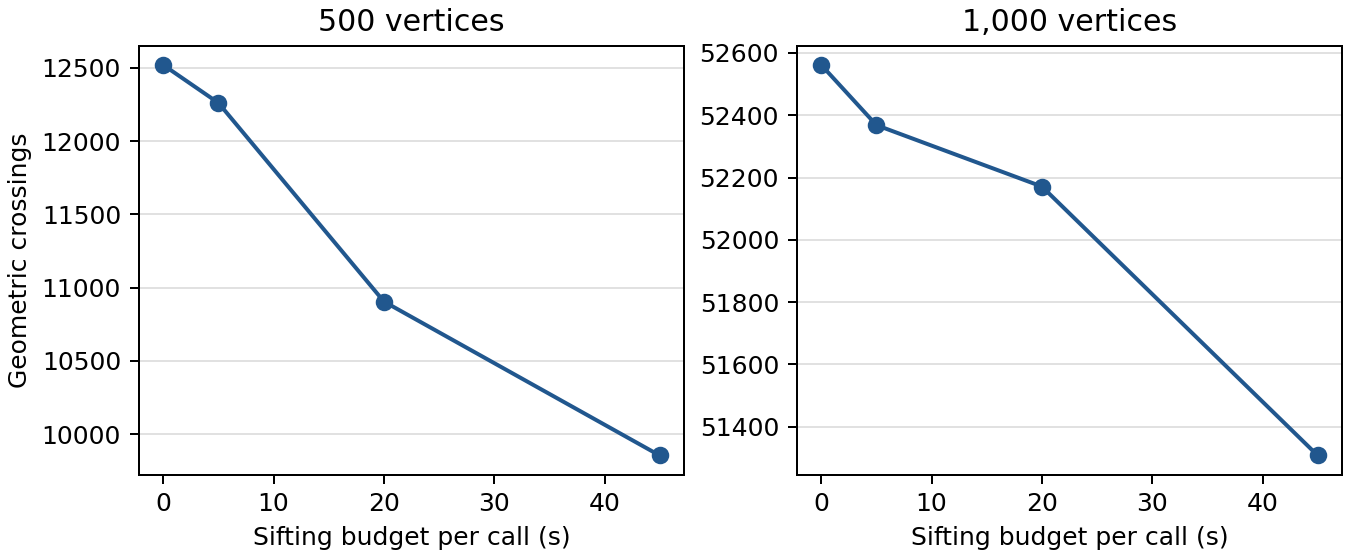 500 vertices
Geometric crossings
12500
12000
11500
11000
10500
10000
0 10 20 30 40
Sifting budget per call (s)
1,000 vertices
52600
52400
52200
52000
51800
51600
51400
0 10 20 30 40
Sifting budget per call (s)